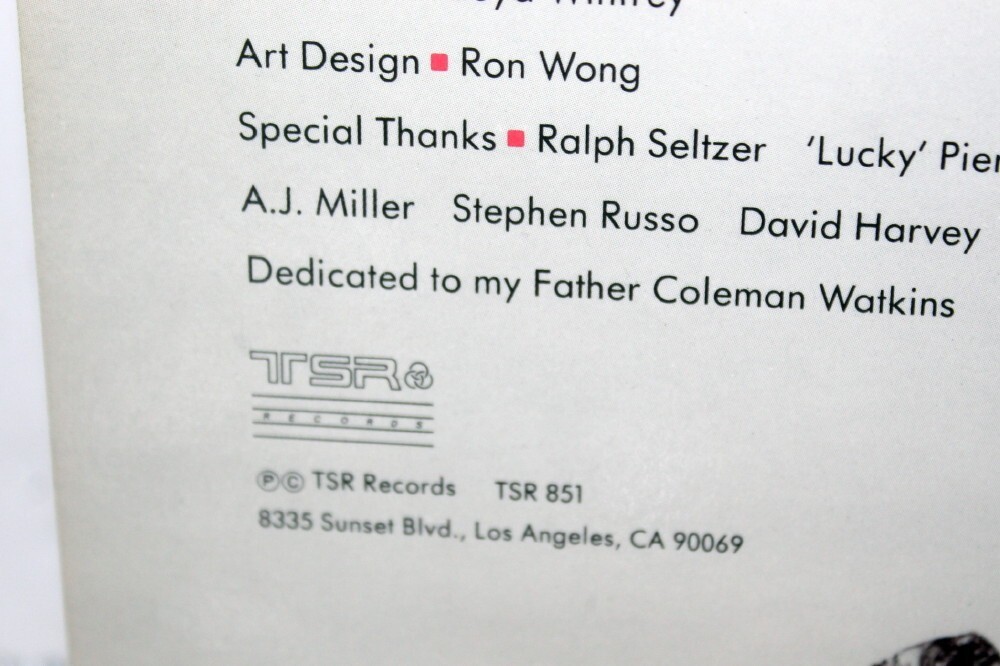 Art Design ■ Ron Wong
Special Thanks ■ Ralph Seltzer 'Lucky'
A.J. Miller Stephen Russo David Harvey
Dedicated to my Father Coleman Watkins
TSR
RECORDS
ⓅⒸ TSR Records TSR 851
8335 Sunset Blvd., Los Angeles, CA 90069